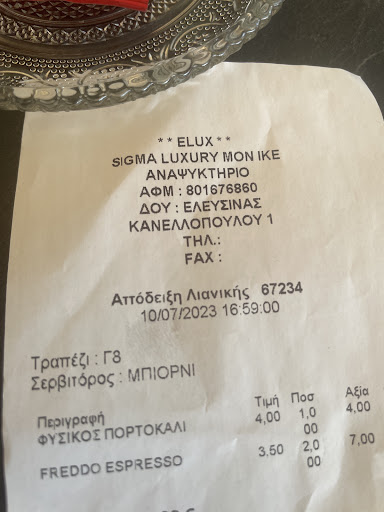 * * ELUX * *
SIGMA LUXURY MON IKE
ΑΝΑΨΥΚΤΗΡΙΟ
ΑΦΜ : 801676860
ΔΟΥ : ΕΛΕΥΣΙΝΑΣ
ΚΑΝΕΛΛΟΠΟΥΛΟΥ 1
ΤΗΛ.:
FAX :
Απόδειξη Λιανικής 67234
10/07/2023 16:59:00
Τραπέζι : Γ8
Σερβιτόρος : ΜΠΙΟΡΝΙ
Περιγραφή Τιμή Ποσ Αξία
ΦΥΣΙΚΟΣ ΠΟΡΤΟΚΑΛΙ 4,00 1,0 4,00
00
FREDDO ESPRESSO 3,50 2,0 7,00
00